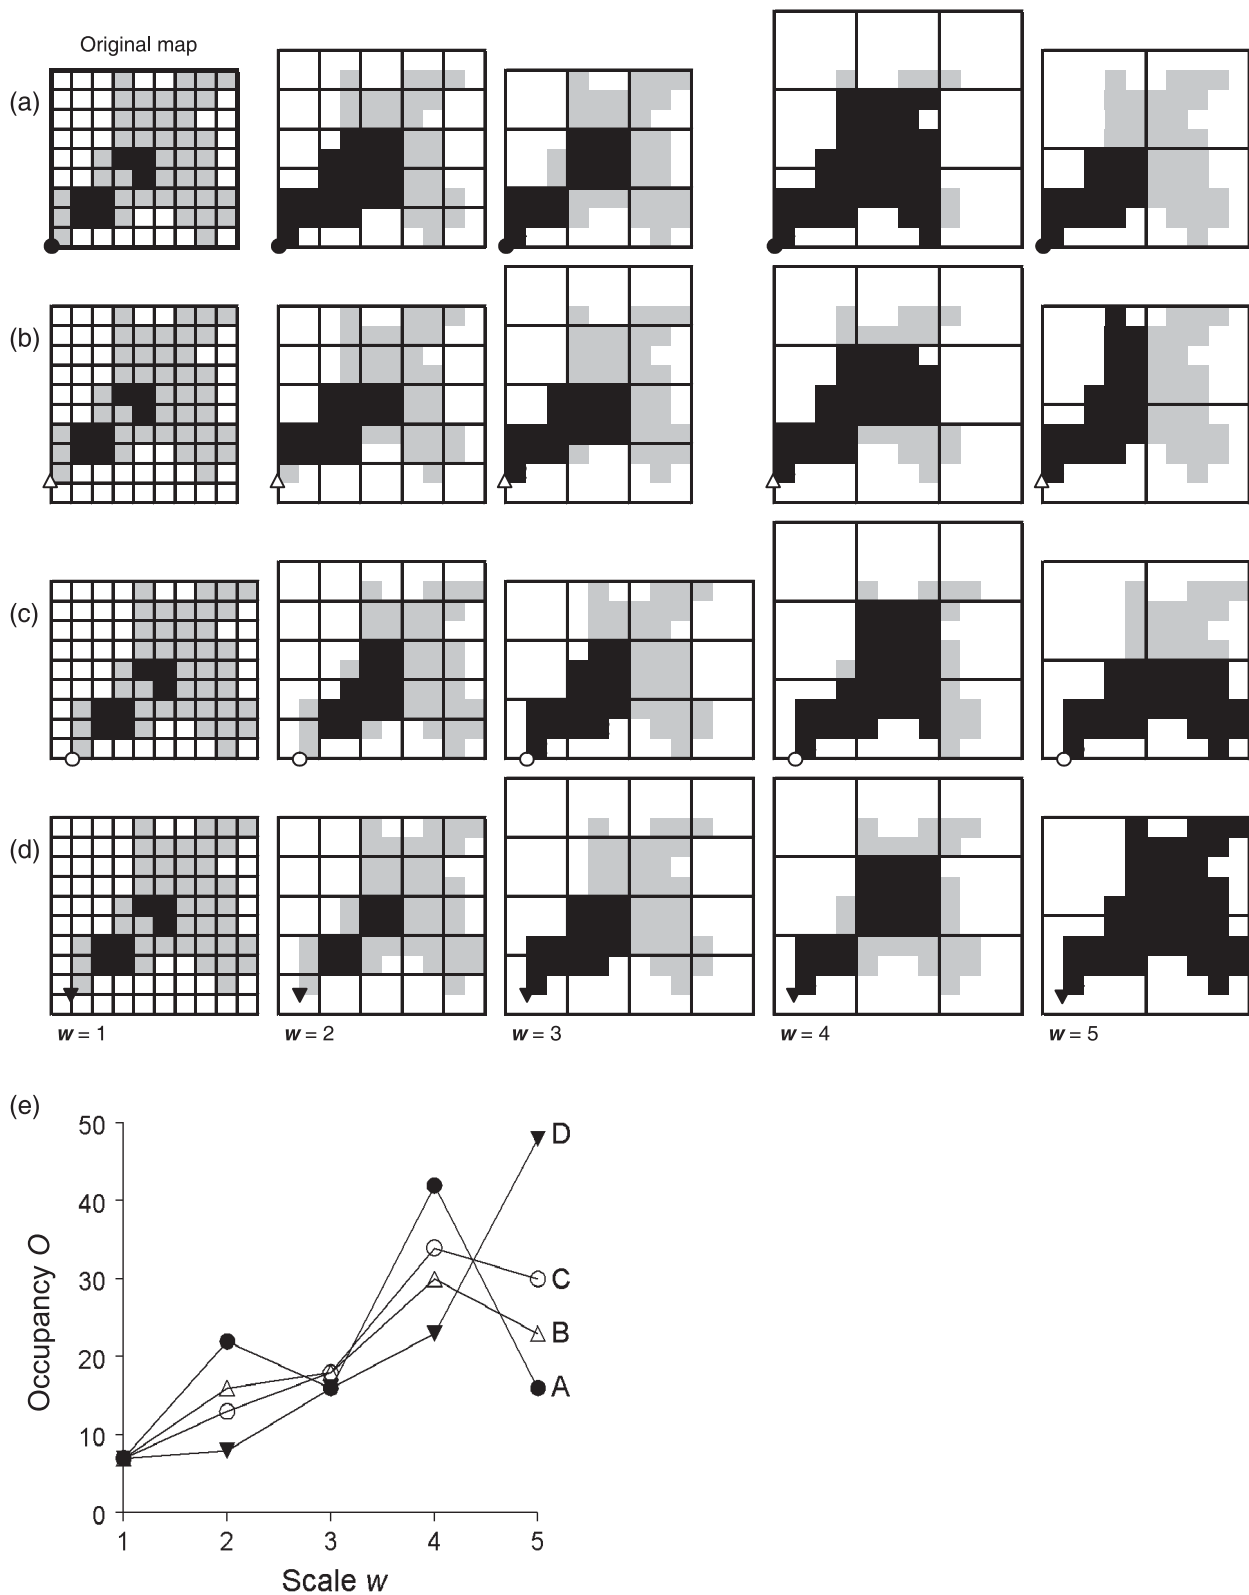 Original map
(a)
(b)
(c)
(d)
w = 1 w = 2 w = 3 w = 4 w = 5
(e)
50
40
30
20
10
0
Occupancy O
D
C
B
A
1 2 3 4 5
Scale w